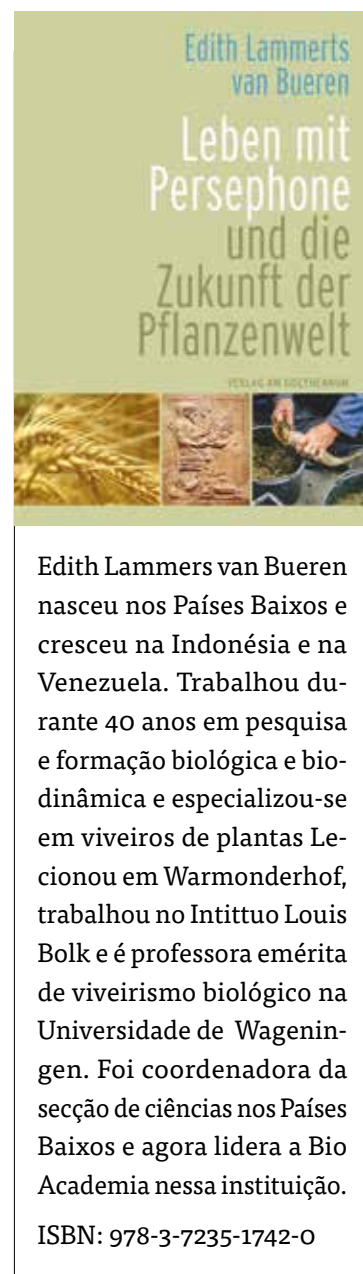 Edith Lammerts
van Bueren
Leben mit
Persephone
und die
Zukunft der
Pflanzenwelt
VERLAG AM GOETHEANUM
Edith Lammers van Bueren
nasceu nos Países Baixos e
cresceu na Indonésia e na
Venezuela. Trabalhou du-
rante 40 anos em pesquisa
e formação biológica e bio-
dinâmica e especializou-se
em viveiros de plantas Le-
cionou em Warmonderhof,
trabalhou no Intittuo Louis
Bolk e é professora emérita
de viveirismo biológico na
Universidade de Wagenin-
gen. Foi coordenadora da
secção de ciências nos Países
Baixos e agora lidera a Bio
Academia nessa instituição.
ISBN: 978-3-7235-1742-0